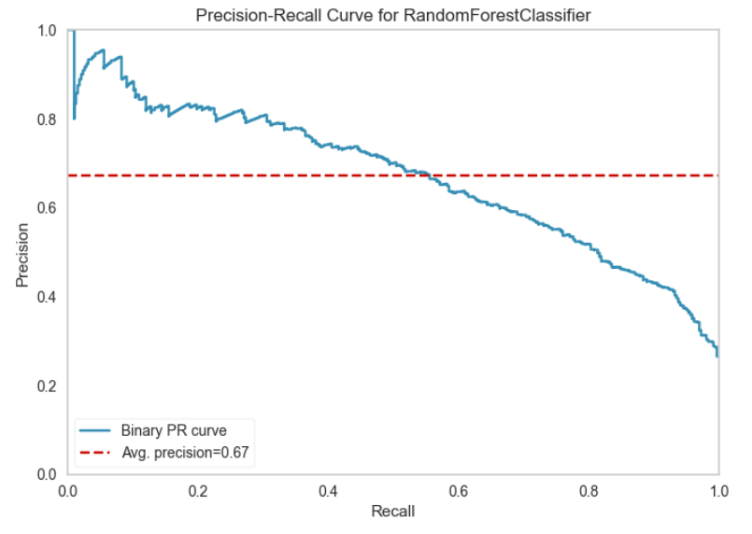 Precision-Recall Curve for RandomForestClassifier
1.0
0.8
0.6
0.4
0.2
0.0
Precision
Binary PR curve
Avg. precision=0.67
0.0 0.2 0.4 0.6 0.8 1.0
Recall